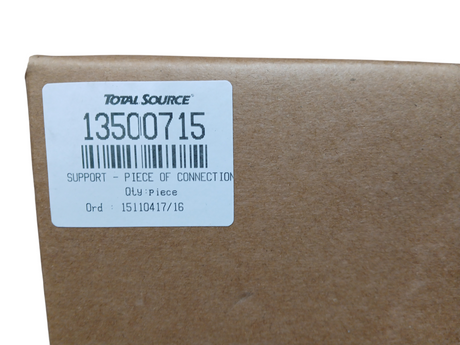 TOTAL SOURCE®
13500715
SUPPORT - PIECE OF CONNECTION
Qty:Piece
Ord : 15110417/16